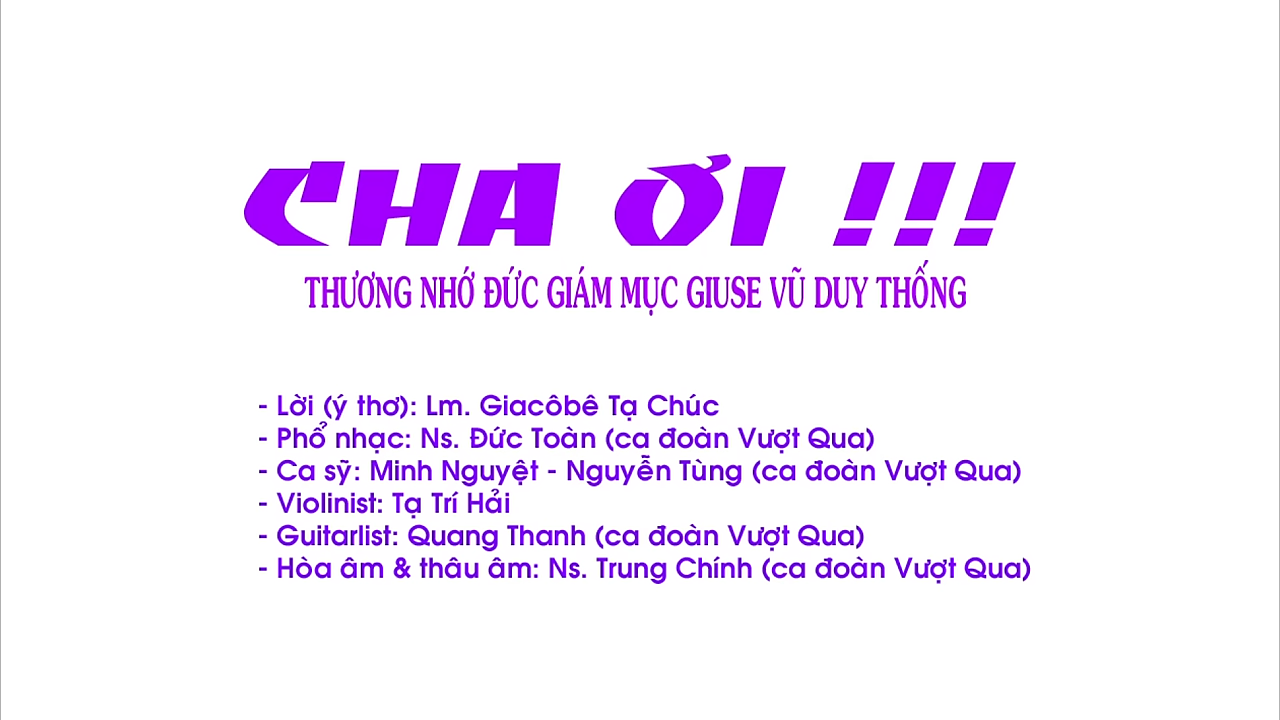 CHA ƠI !!!
THƯƠNG NHỚ ĐỨC GIÁM MỤC GIUSE VŨ DUY THỐNG
- Lời (ý thơ): Lm. Giacôbê Tạ Chúc
- Phổ nhạc: Ns. Đức Toàn (ca đoàn Vượt Qua)
- Ca sỹ: Minh Nguyệt - Nguyễn Tùng (ca đoàn Vượt Qua)
- Violinist: Tạ Trí Hải
- Guitarlist: Quang Thanh (ca đoàn Vượt Qua)
- Hòa âm & thâu âm: Ns. Trung Chính (ca đoàn Vượt Qua)